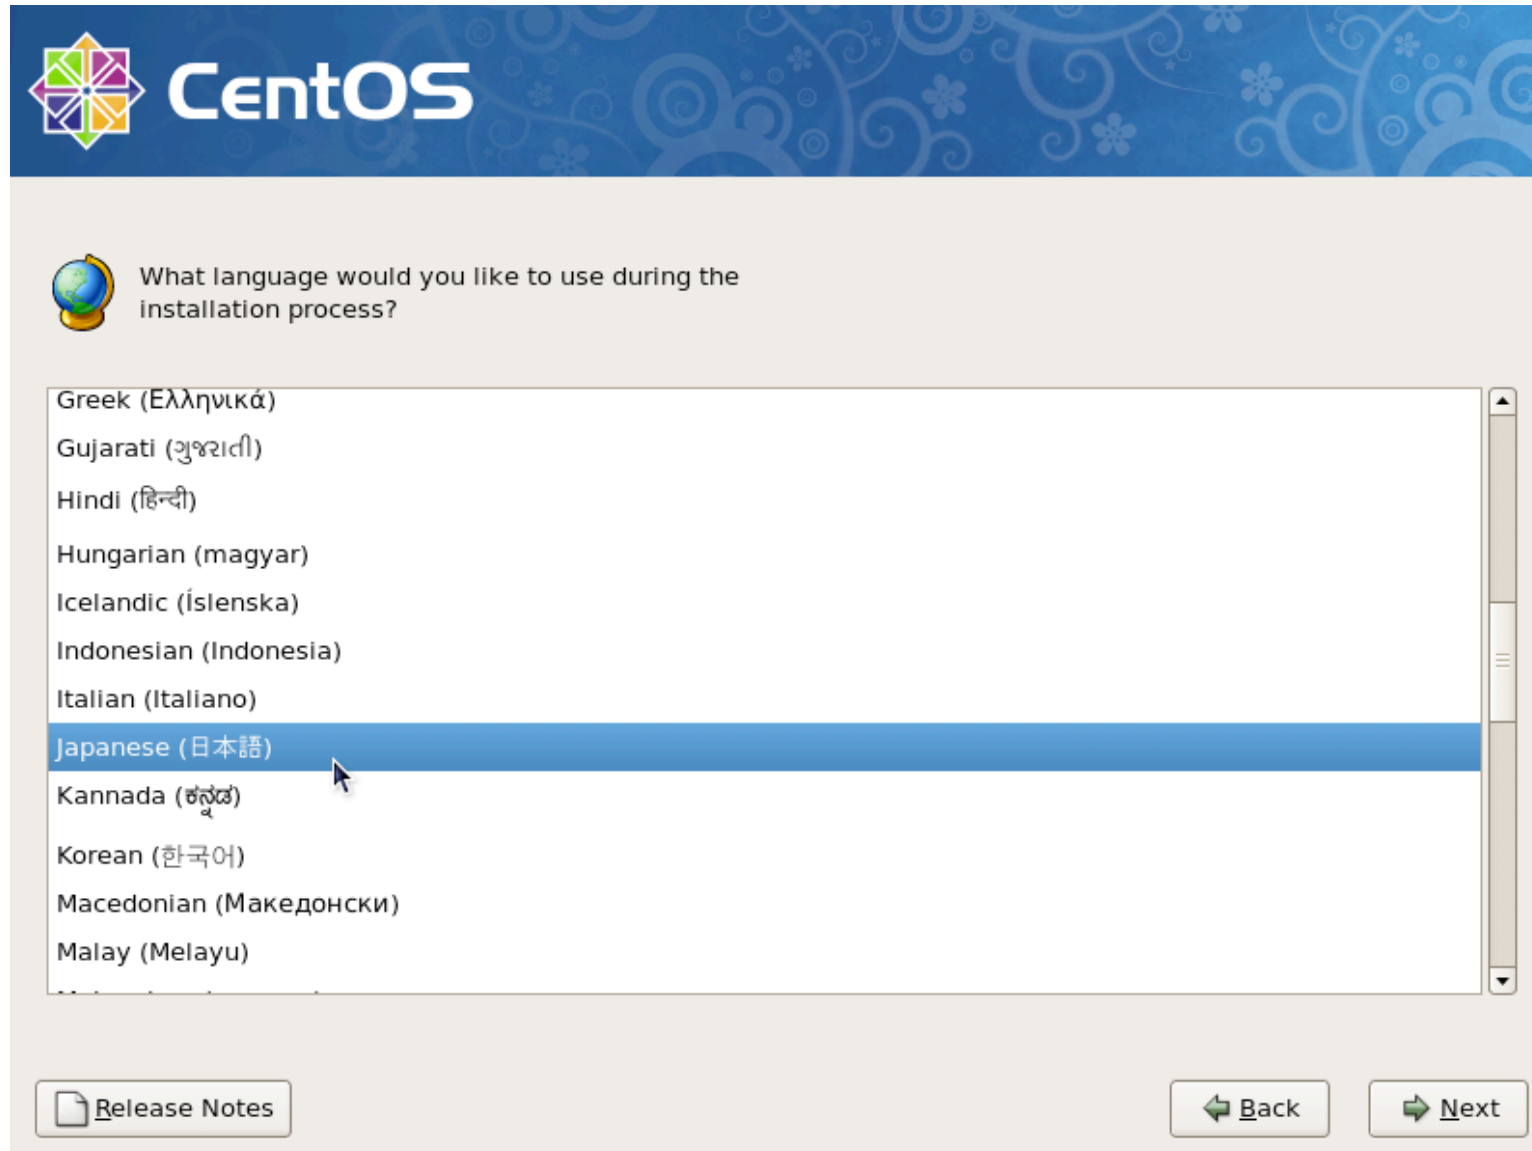 CentOS
What language would you like to use during the
installation process?
Greek (Ελληνικά)
Gujarati (ગુજરાતી)
Hindi (हिन्दी)
Hungarian (magyar)
Icelandic (Íslenska)
Indonesian (Indonesia)
Italian (Italiano)
Japanese (日本語)
Kannada (ಕನ್ನಡ)
Korean (한국어)
Macedonian (Македонски)
Malay (Melayu)
Release Notes
Back
Next